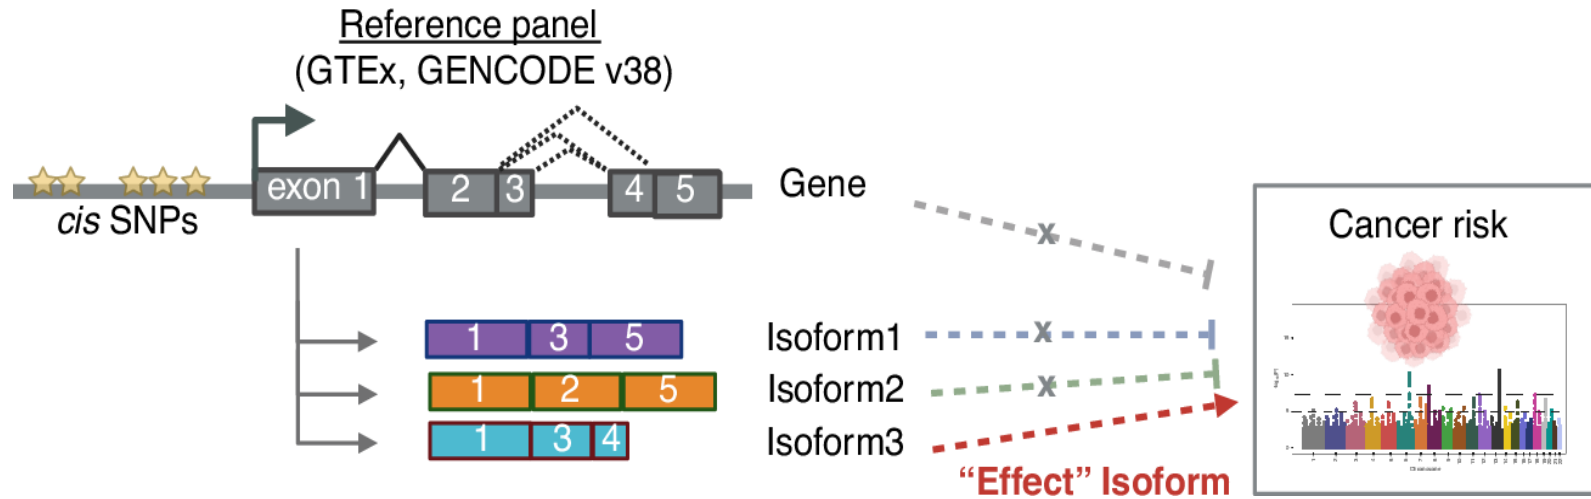 Reference panel
(GTEx, GENCODE v38)
exon 1 2 3 4 5
Gene
cis SNPs
x
Cancer risk
1 3 5
Isoform1
x
1 2 5
Isoform2
x
1 3 4
Isoform3
"Effect" Isoform
Chromosome